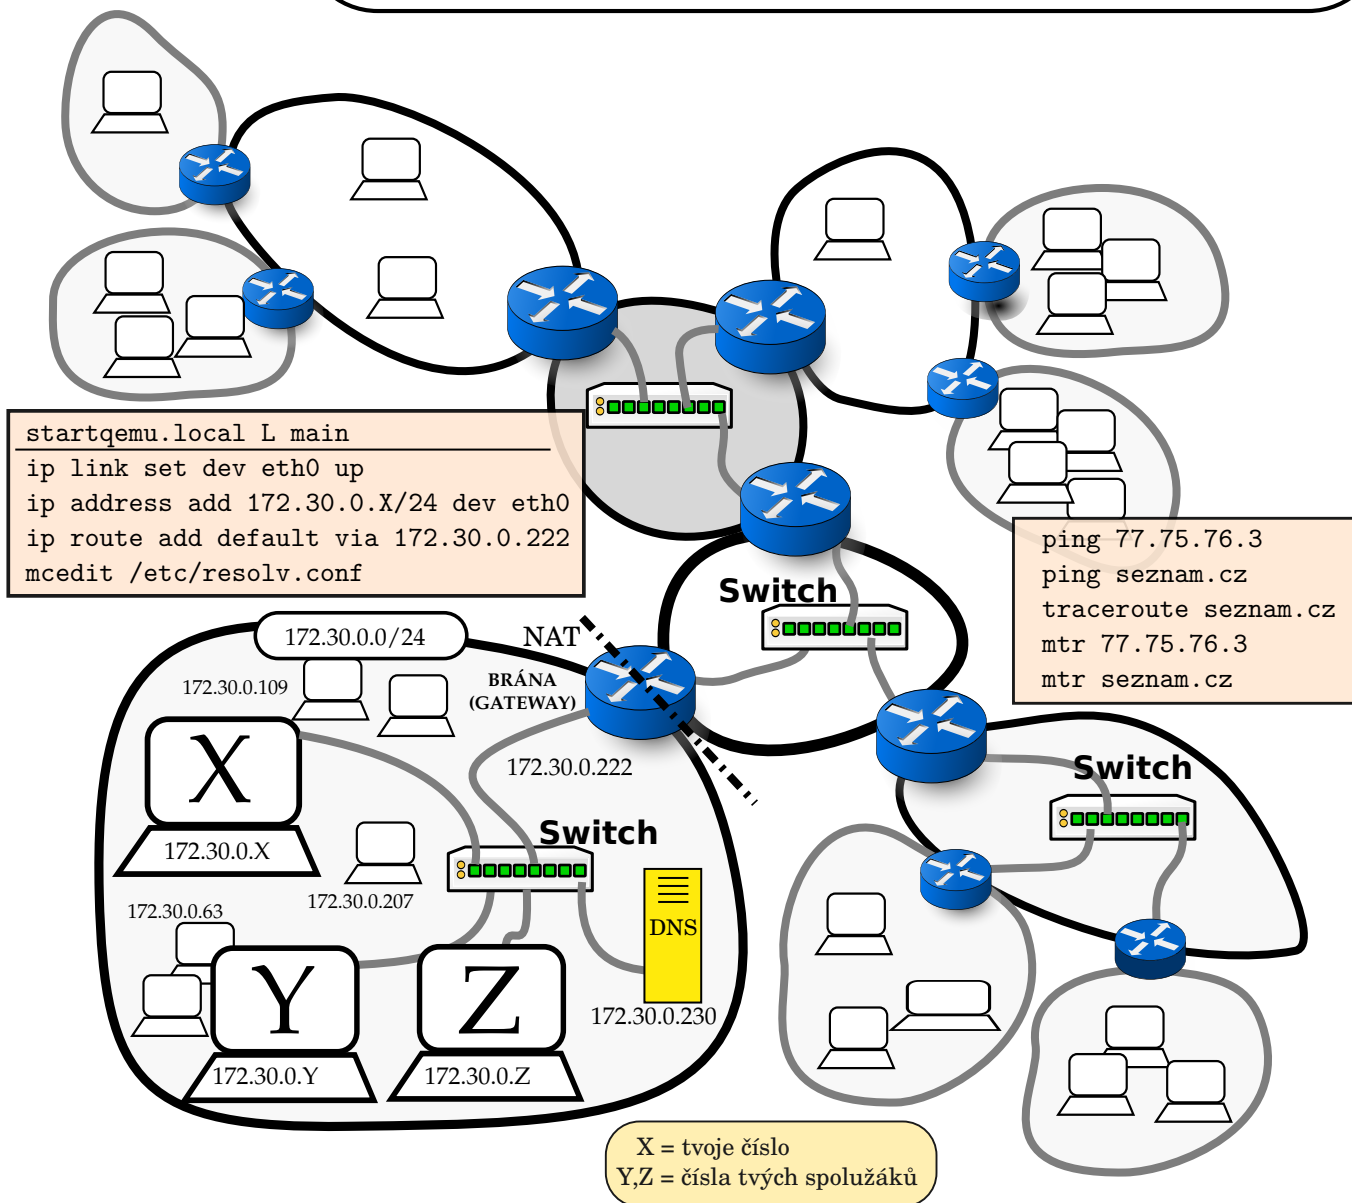 startqemu.local L main
ip link set dev eth0 up
ip address add 172.30.0.X/24 dev eth0
ip route add default via 172.30.0.222
mcedit /etc/resolv.conf
ping 77.75.76.3
ping seznam.cz
traceroute seznam.cz
mtr 77.75.76.3
mtr seznam.cz
Switch
172.30.0.0/24
NAT
BRÁNA
(GATEWAY)
172.30.0.109
X
172.30.0.X
172.30.0.222
Switch
Switch
172.30.0.207
172.30.0.63
DNS
172.30.0.230
Y
172.30.0.Y
Z
172.30.0.Z
X = tvoje číslo
Y,Z = čísla tvých spolužáků